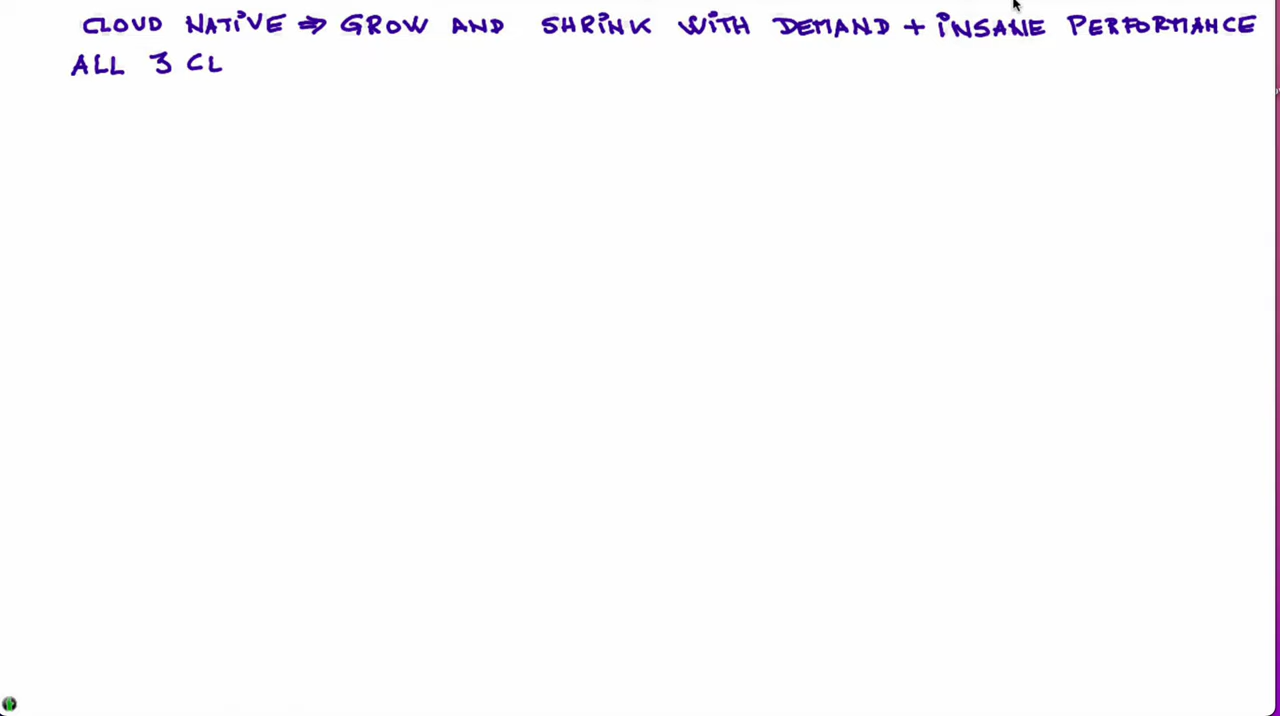 CLOUD NATiVE ⇒ GROW AND SHRiNK WiTH DEMAND + iNSANE PERFORMANCE
ALL 3 CL